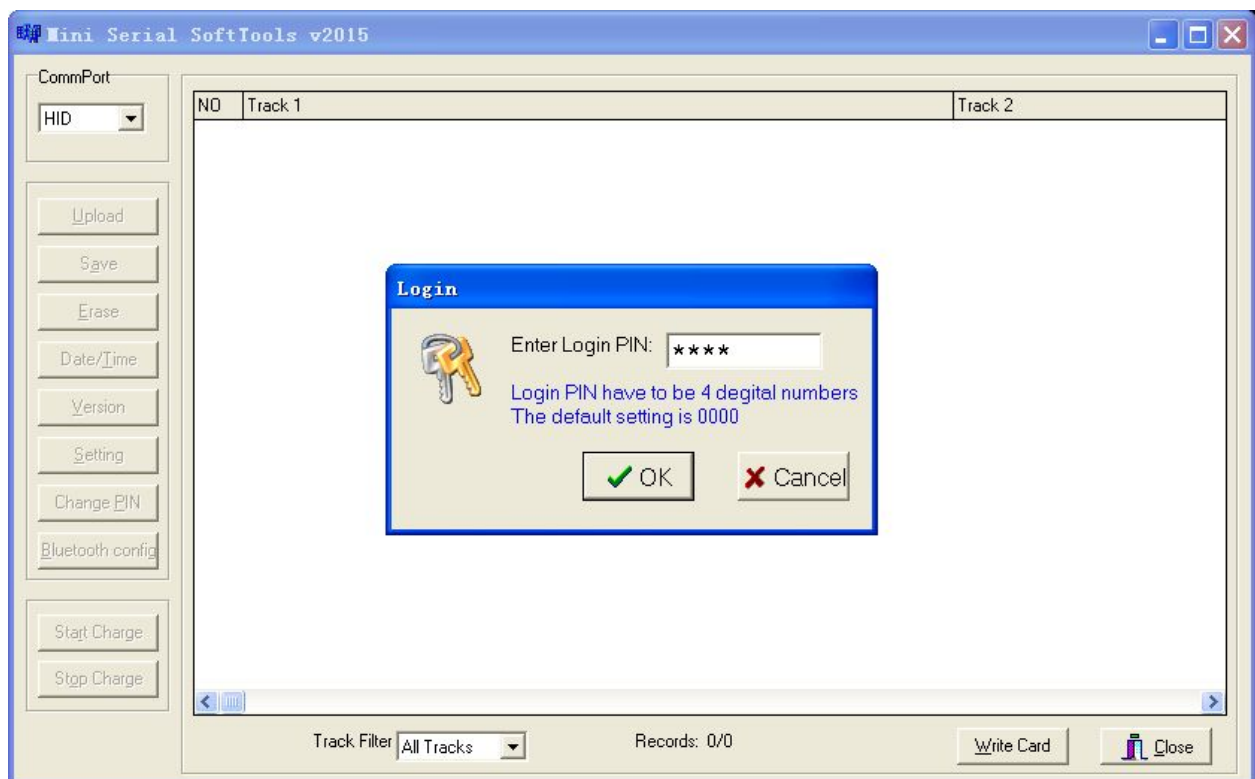 Mini Serial SoftTools v2015
CommPort
HID
NO Track 1 Track 2
Upload
Save
Erase
Date/Time
Version
Setting
Change PIN
Bluetooth config
Start Charge
Stop Charge
Login
Enter Login PIN: ****
Login PIN have to be 4 degital numbers
The default setting is 0000
OK Cancel
Track Filter All Tracks Records: 0/0 Write Card Close